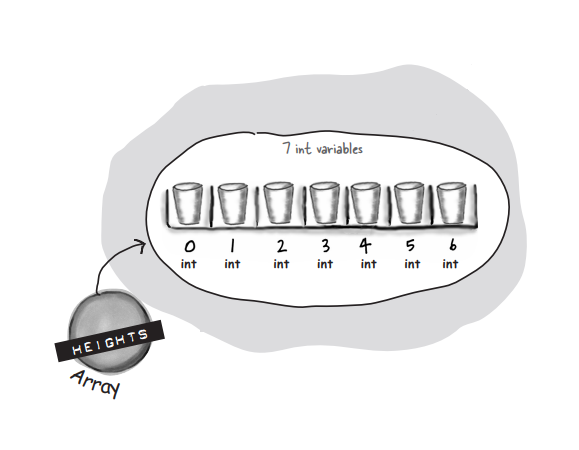 7 int variables
0 1 2 3 4 5 6
int int int int int int int
HEIGHTS
Array